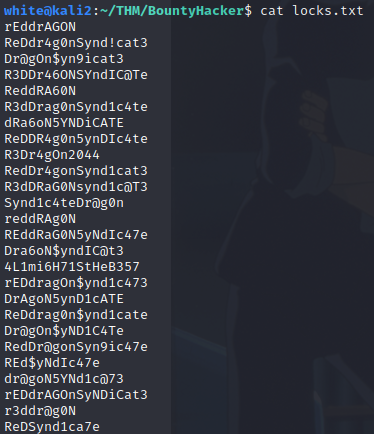 white@kali2:~/THM/BountyHacker$ cat locks.txt
rEddrAGON
ReDdr4g0nSynd!cat3
Dr@gOn$yn9icat3
R3DDr46ONSYndIC@Te
ReddRA60N
R3dDrag0nSynd1c4te
dRa6oN5YNDiCATE
ReDDR4g0n5ynDIc4te
R3Dr4gOn2044
RedDr4gonSynd1cat3
R3dDRaG0Nsynd1c@T3
Synd1c4teDr@g0n
reddRAg0N
REddRaG0N5yNdIc47e
Dra6oN$yndIC@t3
4L1mi6H71StHeB357
rEDdragOn$ynd1c473
DrAgoN5ynD1cATE
ReDdrag0n$ynd1cate
Dr@gOn$yND1C4Te
RedDr@gonSyn9ic47e
REd$yNdIc47e
dr@goN5YNd1c@73
rEDdrAGOnSyNDiCat3
r3ddr@g0N
ReDSynd1ca7e